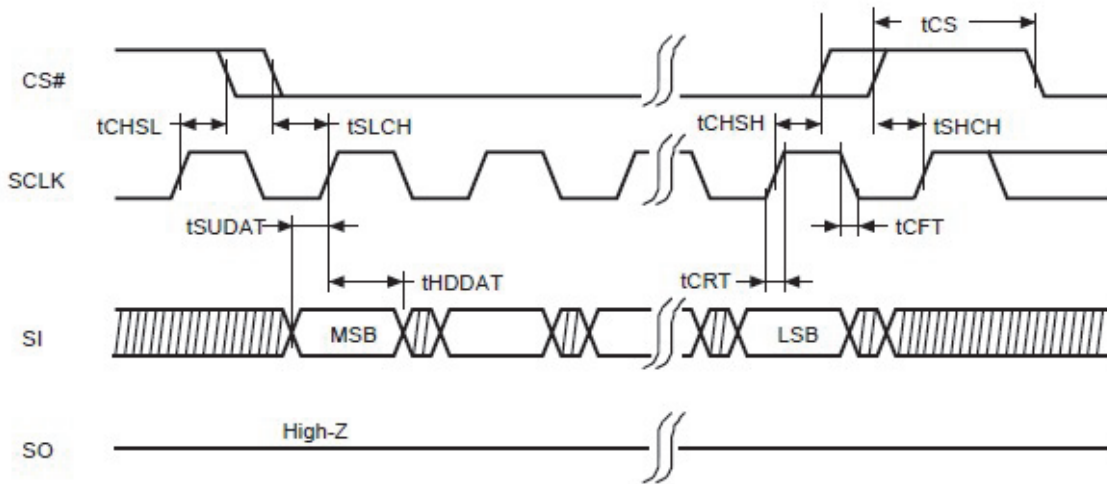 tCS
CS#
tCHSL
tSLCH
tCHSH
tSHCH
SCLK
tSUDAT
tCFT
tHDDAT
tCRT
SI
MSB
LSB
High-Z
SO